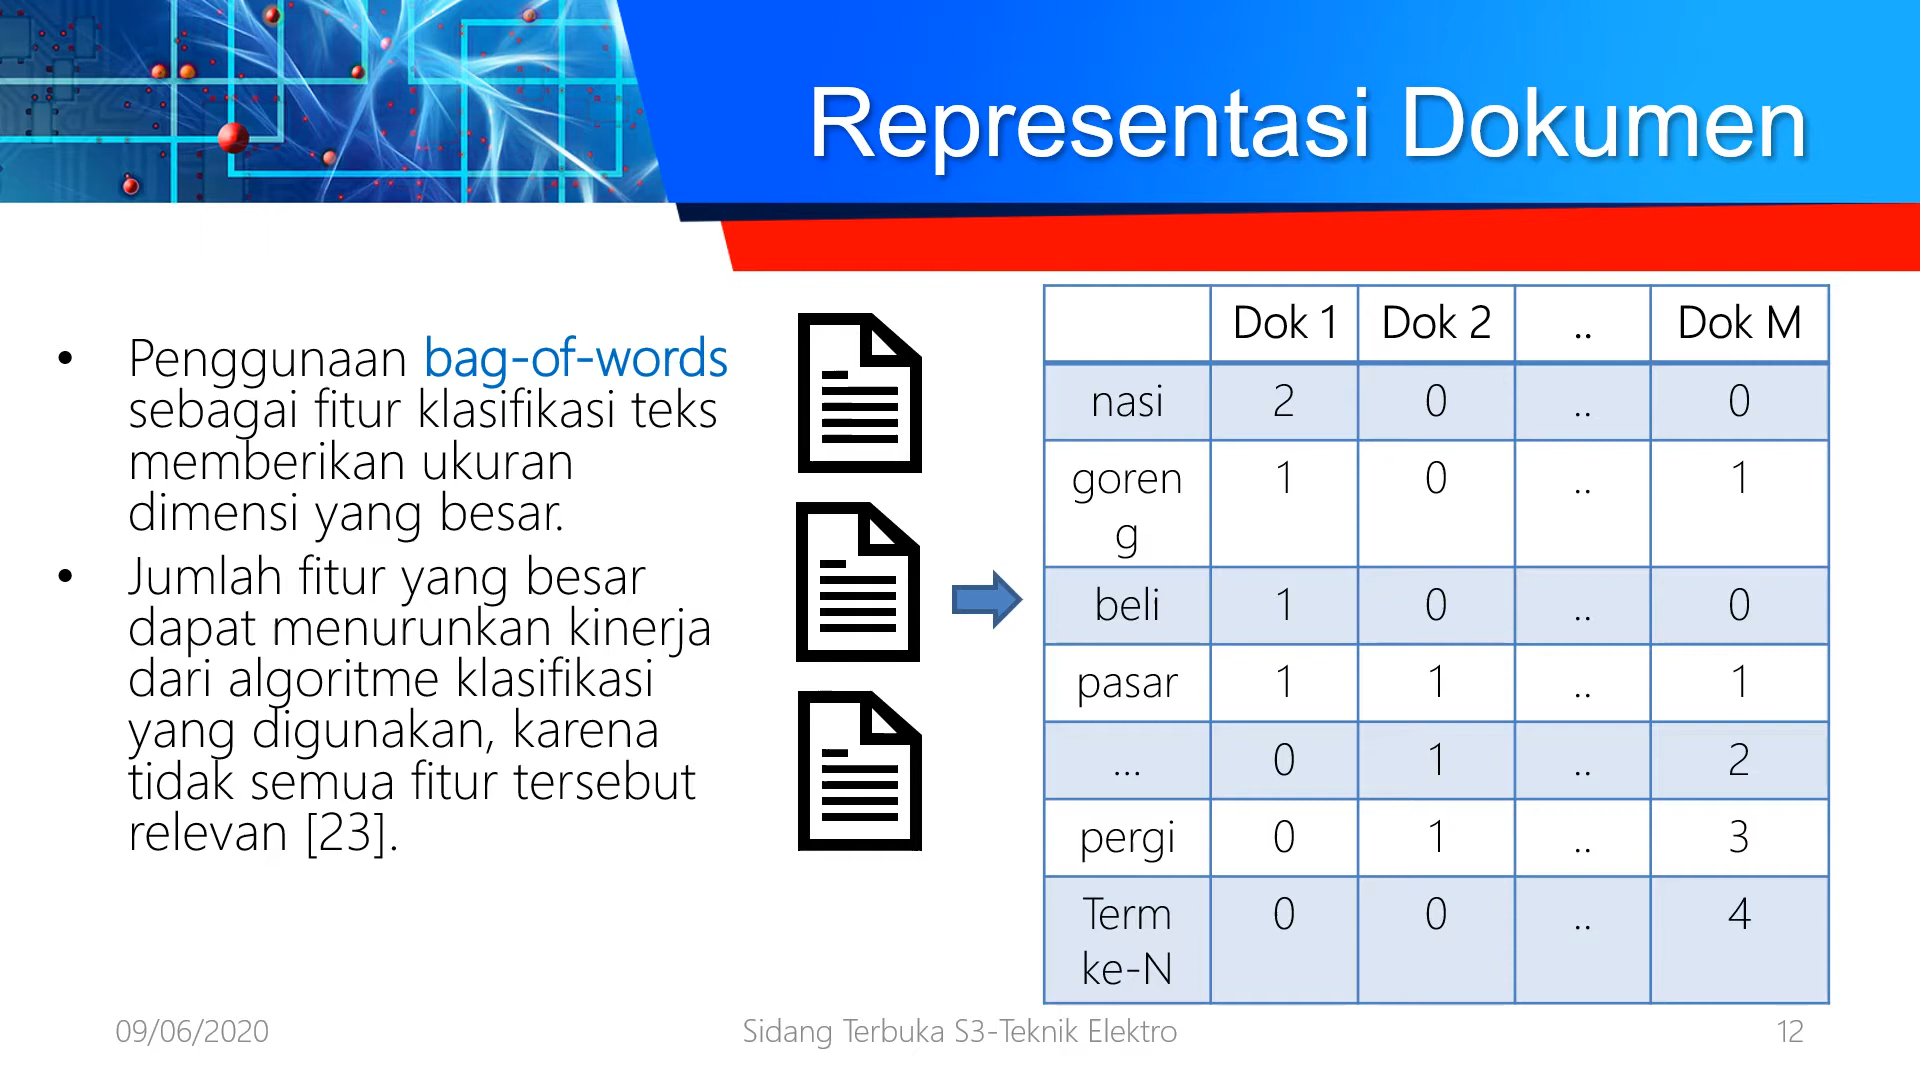 Representasi Dokumen
• Penggunaan bag-of-words
sebagai fitur klasifikasi teks
memberikan ukuran
dimensi yang besar.
• Jumlah fitur yang besar
dapat menurunkan kinerja
dari algoritme klasifikasi
yang digunakan, karena
tidak semua fitur tersebut
relevan [23].
Dok 1 Dok 2 .. Dok M
nasi 2 0 .. 0
goren 1 0 .. 1
g
beli 1 0 .. 0
pasar 1 1 .. 1
... 0 1 .. 2
pergi 0 1 .. 3
Term 0 0 .. 4
ke-N
09/06/2020 Sidang Terbuka S3-Teknik Elektro 12